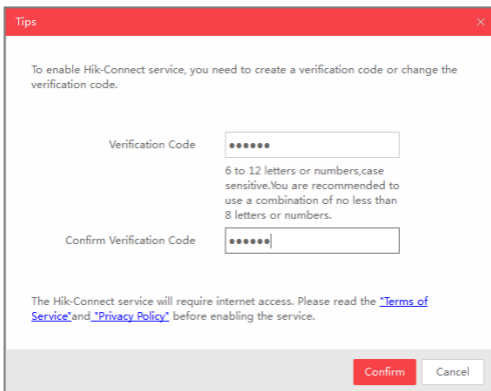 Tips
To enable Hik-Connect service, you need to create a verification code or change the
verification code.
Verification Code ●●●●●●
6 to 12 letters or numbers,case
sensitive.You are recommended to
use a combination of no less than
8 letters or numbers.
Confirm Verification Code ●●●●●●
The Hik-Connect service will require internet access. Please read the "Terms of
Service"and "Privacy Policy" before enabling the service.
Confirm Cancel